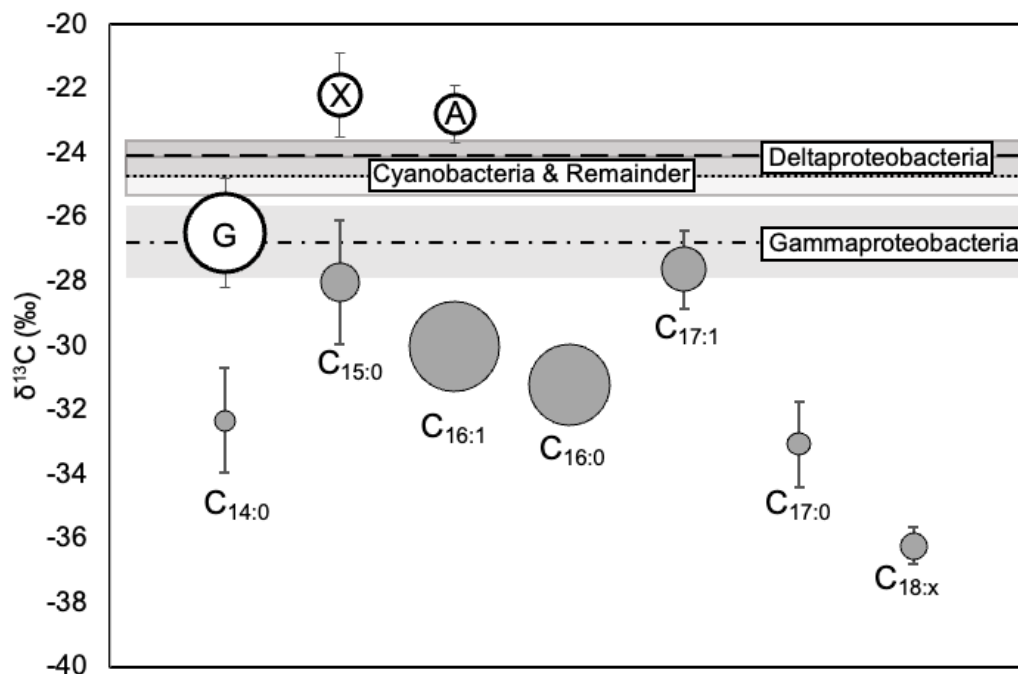 -20
-22
-24
-26
-28
-30
-32
-34
-36
-38
-40
δ¹³C (‰)
X
A
G
Deltaproteobacteria
Cyanobacteria & Remainder
Gammaproteobacteria
C₁₄:₀
C₁₅:₀
C₁₆:₁
C₁₆:₀
C₁₇:₁
C₁₇:₀
C₁₈:ₓ